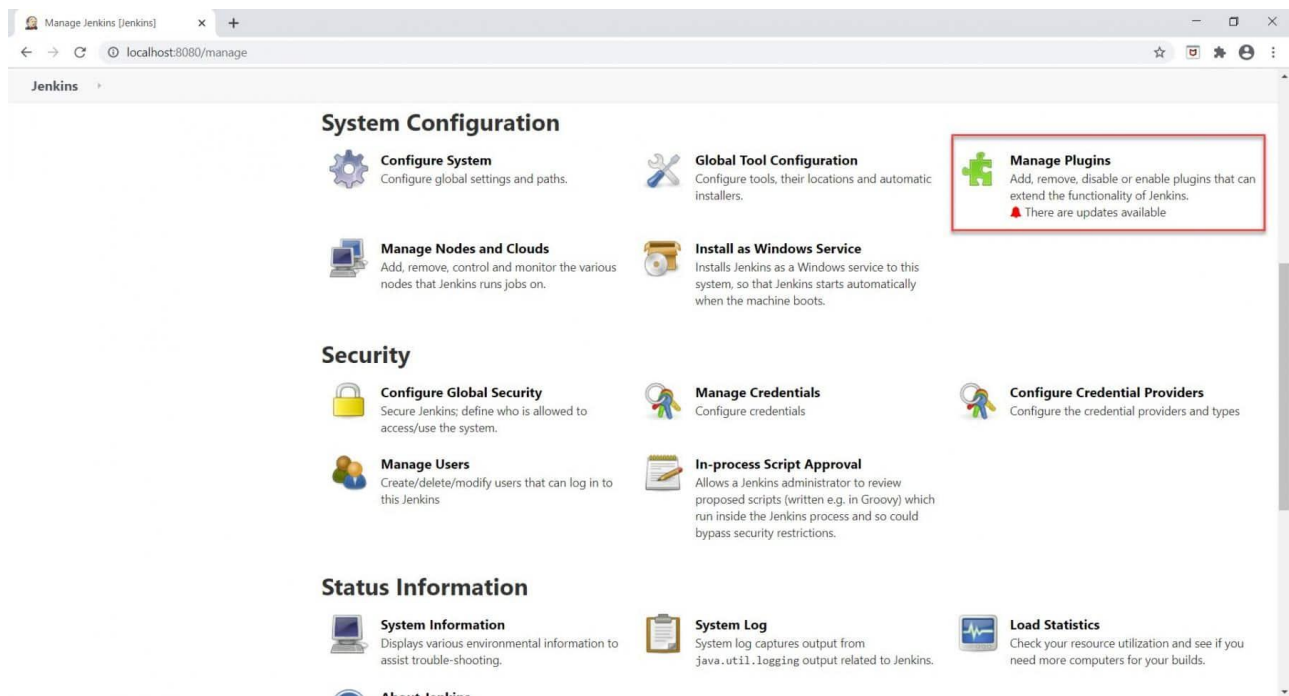 Manage Jenkins [Jenkins]
localhost:8080/manage
Jenkins
System Configuration
Configure System
Configure global settings and paths.
Global Tool Configuration
Configure tools, their locations and automatic
installers.
Manage Plugins
Add, remove, disable or enable plugins that can
extend the functionality of Jenkins.
There are updates available
Manage Nodes and Clouds
Add, remove, control and monitor the various
nodes that Jenkins runs jobs on.
Install as Windows Service
Installs Jenkins as a Windows service to this
system, so that Jenkins starts automatically
when the machine boots.
Security
Configure Global Security
Secure Jenkins; define who is allowed to
access/use the system.
Manage Credentials
Configure credentials
Configure Credential Providers
Configure the credential providers and types
Manage Users
Create/delete/modify users that can log in to
this Jenkins
In-process Script Approval
Allows a Jenkins administrator to review
proposed scripts (written e.g. in Groovy) which
run inside the Jenkins process and so could
bypass security restrictions.
Status Information
System Information
Displays various environmental information to
assist trouble-shooting.
System Log
System log captures output from
java.util.logging output related to Jenkins.
Load Statistics
Check your resource utilization and see if you
need more computers for your builds.
About Jenkins